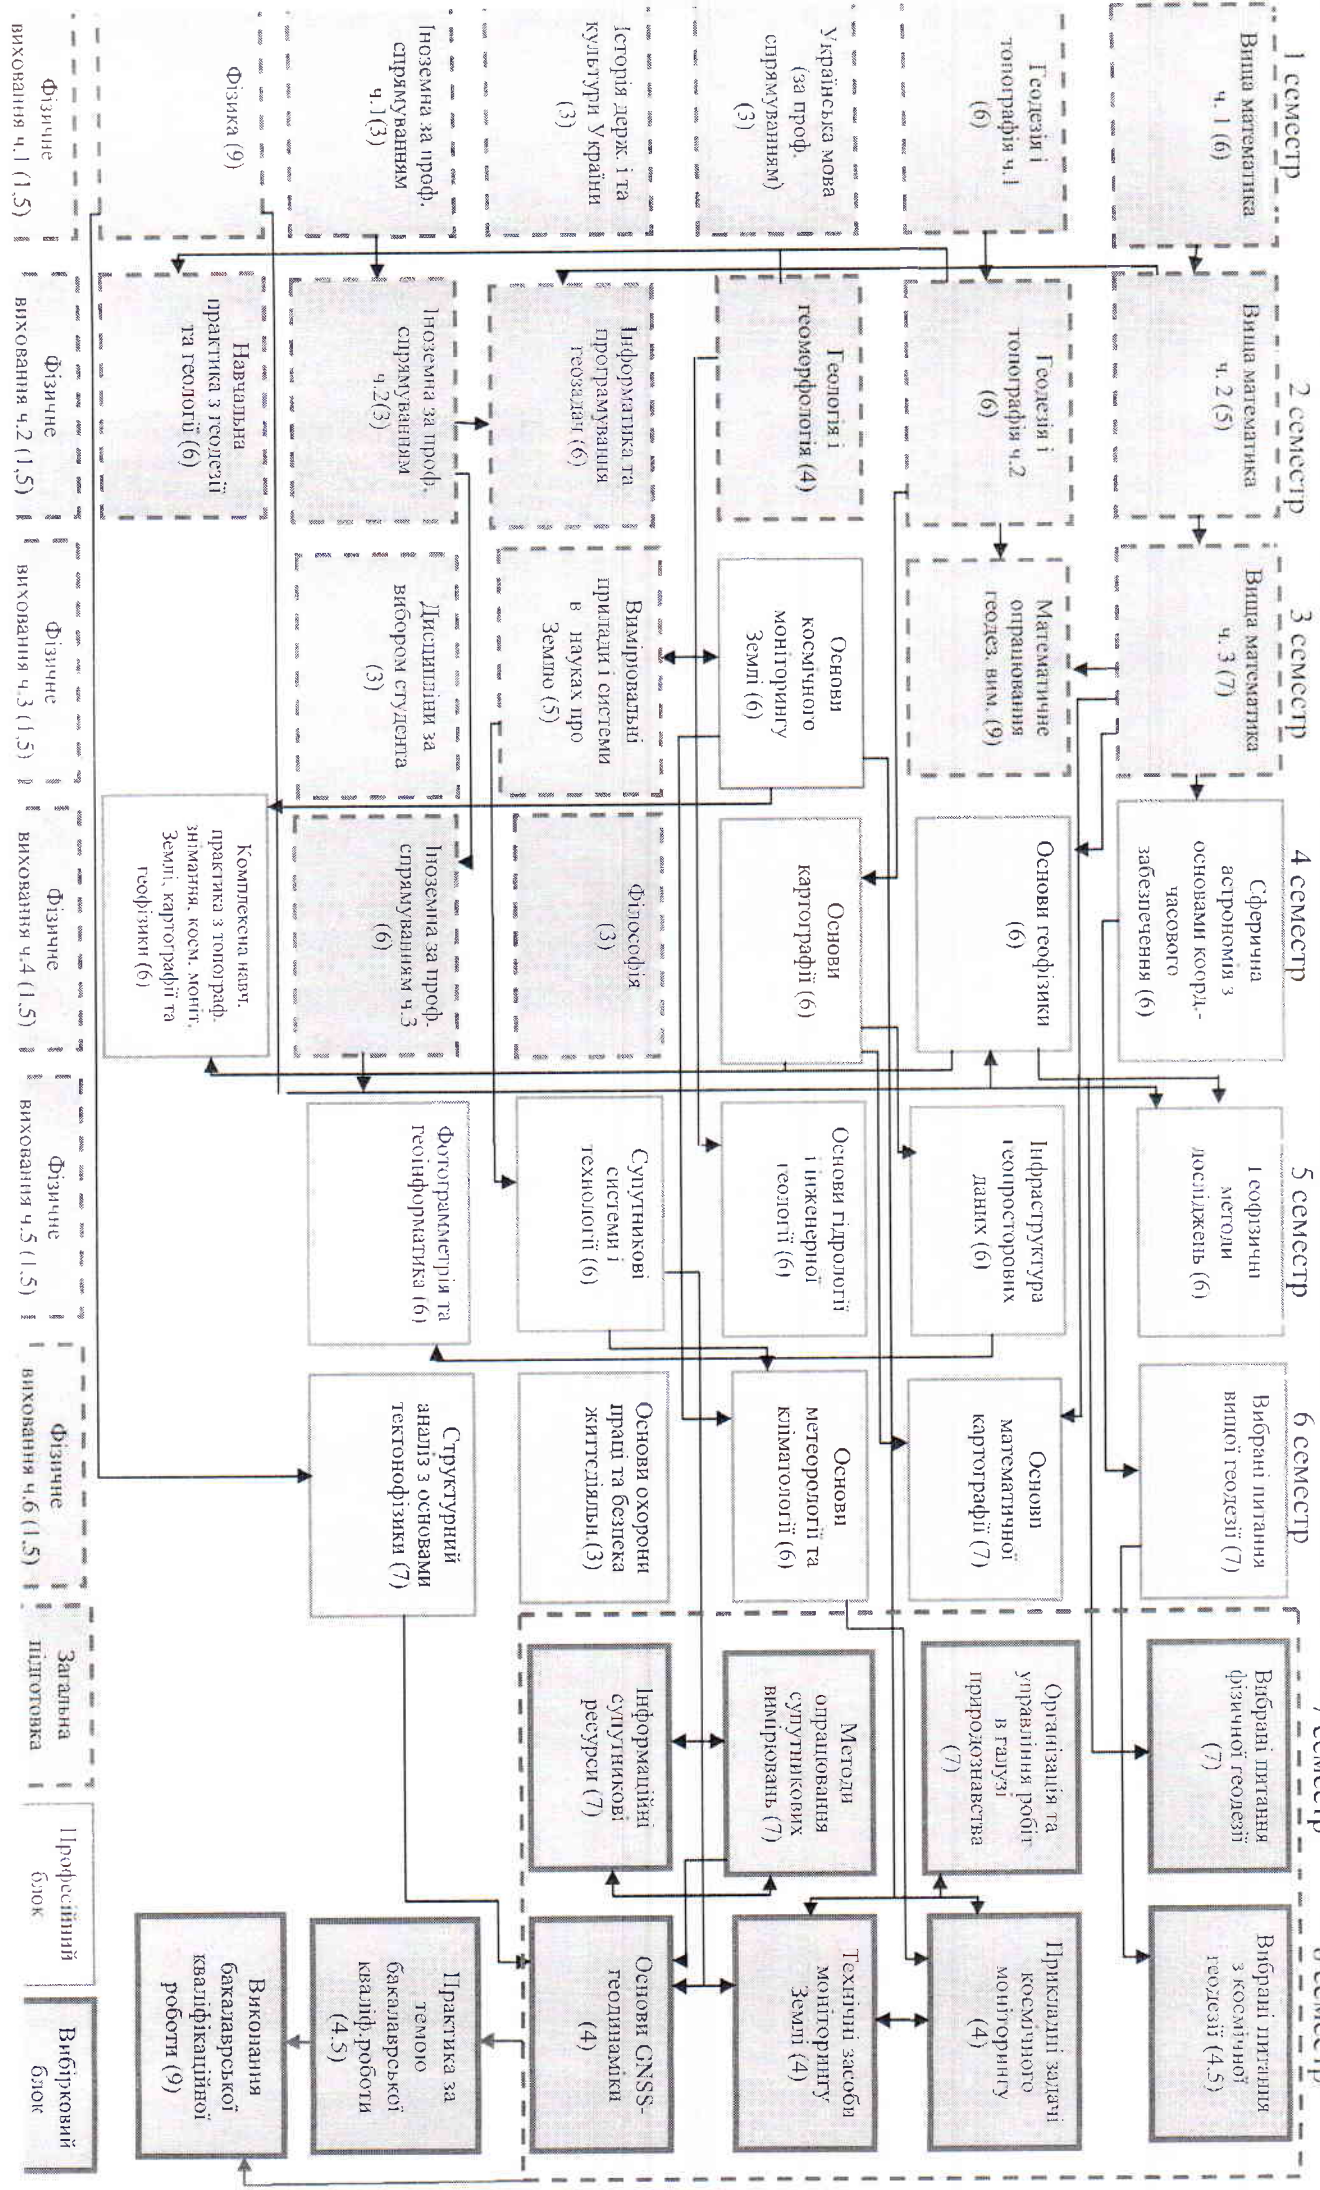 1 семестр
Вища математика
ч. 1 (6)
Геодезія і
топографія ч.1
(6)
Українська мова
(за проф.
спрямуванням)
(3)
Історія держ. і та
культури України
(3)
Іноземна за проф.
спрямуванням
ч.1(3)
Фізика (9)
Фізичне
виховання ч.1 (1,5)
2 семестр
Вища математика
ч. 2 (5)
Геодезія і
топографія ч.2
(6)
Геологія і
геоморфологія (4)
Інформатика та
програмування
геозадач (6)
Іноземна за проф.
спрямуванням
ч.2(3)
Навчальна
практика з геодезії
та геології (6)
Фізичне
виховання ч.2 (1,5)
3 семестр
Вища математика
ч. 3 (7)
Математичне
опрацювання
геодез. вим. (9)
Основи
космічного
моніторингу
Землі (6)
Вимірювальні
прилади і системи
в науках про
Землю (5)
Дисципліни за
вибором студента
(3)
Фізичне
виховання ч.3 (1,5)
4 семестр
Сферична
астрономія з
основами коорд.-
часового
забезпечення (6)
Основи геофізики
(6)
Основи
картографії (6)
Філософія
(3)
Іноземна за проф.
спрямуванням ч.3
(6)
Комплексна навч.
практика з топограф.
знімання, косм. моніт.
Землі, картографії та
геофізики (6)
Фізичне
виховання ч.4 (1,5)
5 семестр
Геофізичні
методи
досліджень (6)
Інфраструктура
геопросторових
даних (6)
Основи гідрології
і інженерної
геології (6)
Супутникові
системи і
технології (6)
Фотограмметрія та
геоінформатика (6)
Фізичне
виховання ч.5 (1,5)
6 семестр
Вибрані питання
вищої геодезії (7)
Основи
математичної
картографії (7)
Основи
метеорології та
кліматології (6)
Основи охорони
праці та безпека
життєдіяльн.(3)
Структурний
аналіз з основами
тектонофізики (7)
Фізичне
виховання ч.6 (1,5)
7 семестр
Вибрані питання
фізичної геодезії
(7)
Організація та
управління робіт
в галузі
природознавства
(7)
Методи
опрацювання
супутникових
вимірювань (7)
Інформаційні
супутникові
ресурси (7)
8 семестр
Вибрані питання
з космічної
геодезії (4.5)
Прикладні задачі
космічного
моніторингу
(4)
Технічні засоби
моніторингу
Землі (4)
Основи GNSS-
геодинаміки
(4)
Практика за
темою
бакалаврської
кваліф.роботи
(4.5)
Виконання
бакалаврської
кваліфікаційної
роботи (9)
Загальна
підготовка
Професійний
блок
Вибірковий
блок